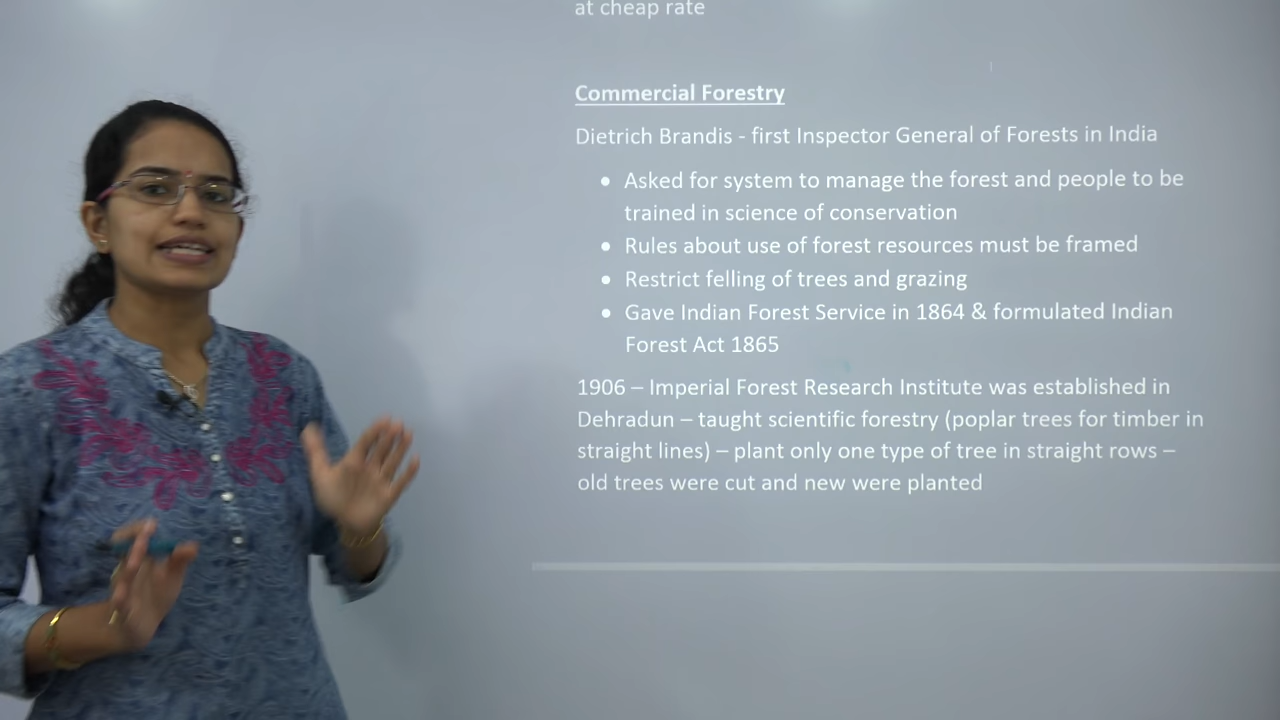 at cheap rate
Commercial Forestry
Dietrich Brandis - first Inspector General of Forests in India
• Asked for system to manage the forest and people to be
trained in science of conservation
• Rules about use of forest resources must be framed
• Restrict felling of trees and grazing
• Gave Indian Forest Service in 1864 & formulated Indian
Forest Act 1865
1906 – Imperial Forest Research Institute was established in
Dehradun – taught scientific forestry (poplar trees for timber in
straight lines) – plant only one type of tree in straight rows –
old trees were cut and new were planted